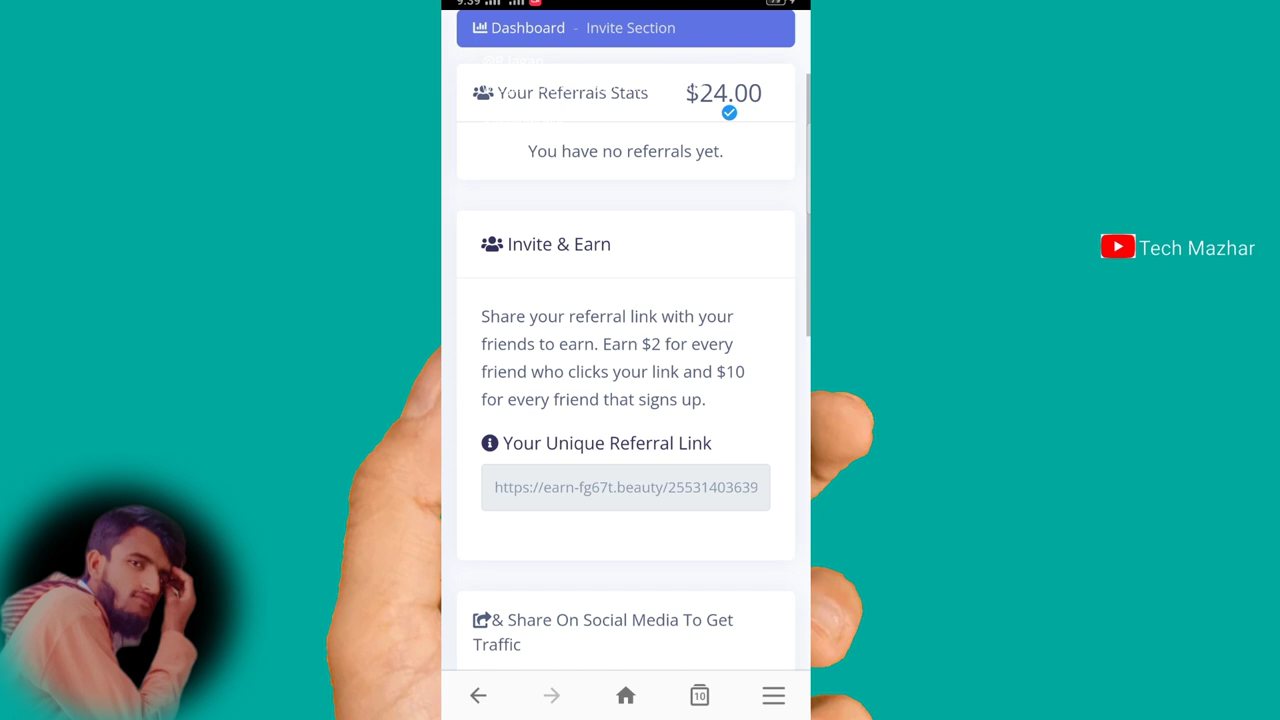 9:39
Dashboard - Invite Section
Your Referrals Stats
$24.00
You have no referrals yet.
Invite & Earn
Share your referral link with your
friends to earn. Earn $2 for every
friend who clicks your link and $10
for every friend that signs up.
Your Unique Referral Link
https://earn-fg67t.beauty/25531403639
& Share On Social Media To Get
Traffic
10
Tech Mazhar